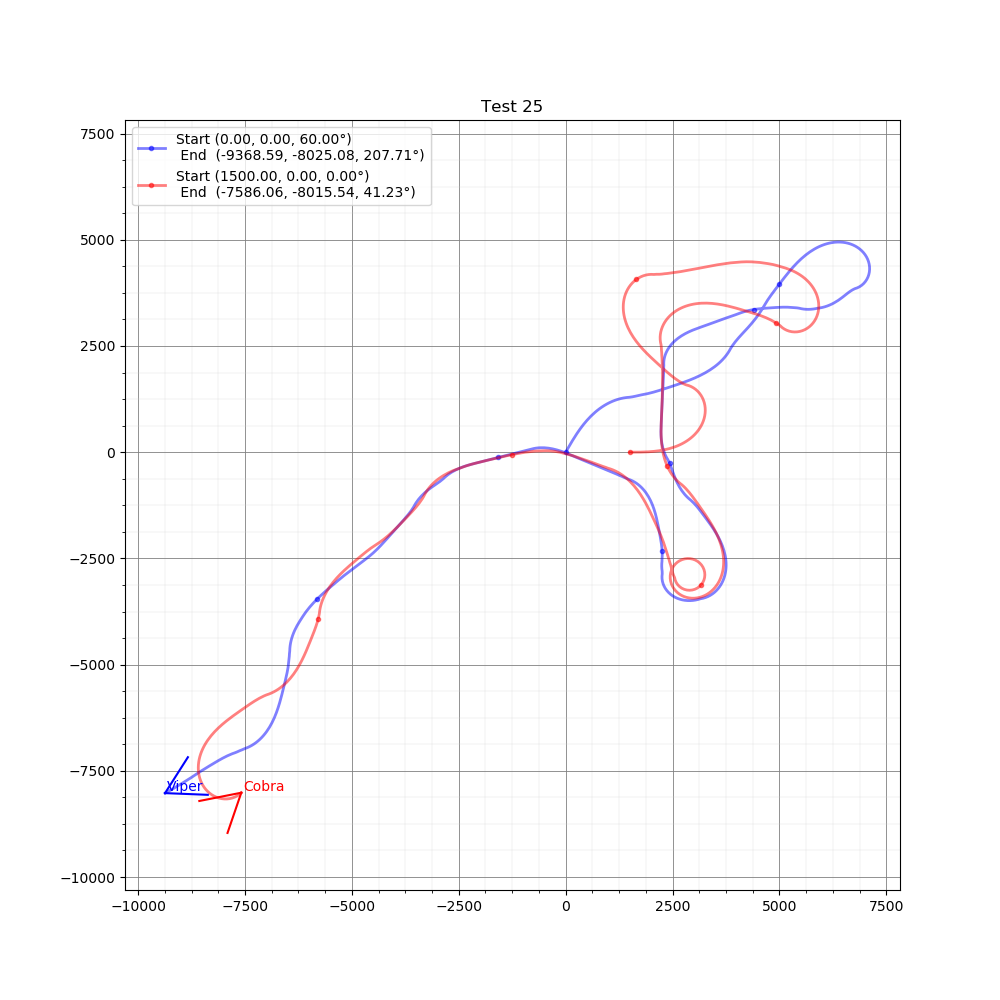 Test 25
Start (0.00, 0.00, 60.00°)
End (-9368.59, -8025.08, 207.71°)
Start (1500.00, 0.00, 0.00°)
End (-7586.06, -8015.54, 41.23°)
7500
5000
2500
0
−2500
−5000
−7500
−10000
Viper
Cobra
−10000 −7500 −5000 −2500 0 2500 5000 7500